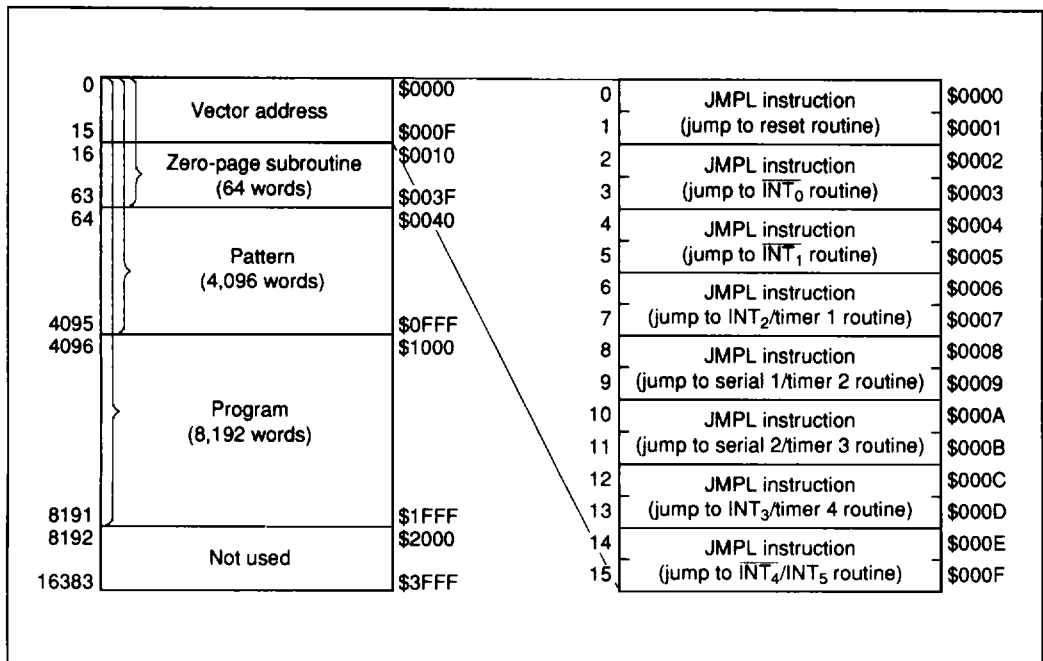 0 Vector address $0000
15 $000F
16 Zero-page subroutine $0010
(64 words)
63 $003F
64 $0040
Pattern
(4,096 words)
4095 $0FFF
4096 $1000
Program
(8,192 words)
8191 $1FFF
8192 $2000
Not used
16383 $3FFF
0 JMPL instruction $0000
1 (jump to reset routine) $0001
2 JMPL instruction $0002
3 (jump to I̅N̅T̅₀ routine) $0003
4 JMPL instruction $0004
5 (jump to I̅N̅T̅₁ routine) $0005
6 JMPL instruction $0006
7 (jump to INT₂/timer 1 routine) $0007
8 JMPL instruction $0008
9 (jump to serial 1/timer 2 routine) $0009
10 JMPL instruction $000A
11 (jump to serial 2/timer 3 routine) $000B
12 JMPL instruction $000C
13 (jump to INT₃/timer 4 routine) $000D
14 JMPL instruction $000E
15 (jump to I̅N̅T̅₄/INT₅ routine) $000F